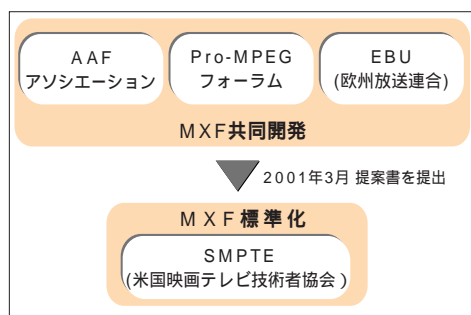 AAF
アソシエーション
Pro-MPEG
フォーラム
EBU
(欧州放送連合)
MXF共同開発
2001年3月 提案書を提出
MXF標準化
SMPTE
(米国映画テレビ技術者協会)